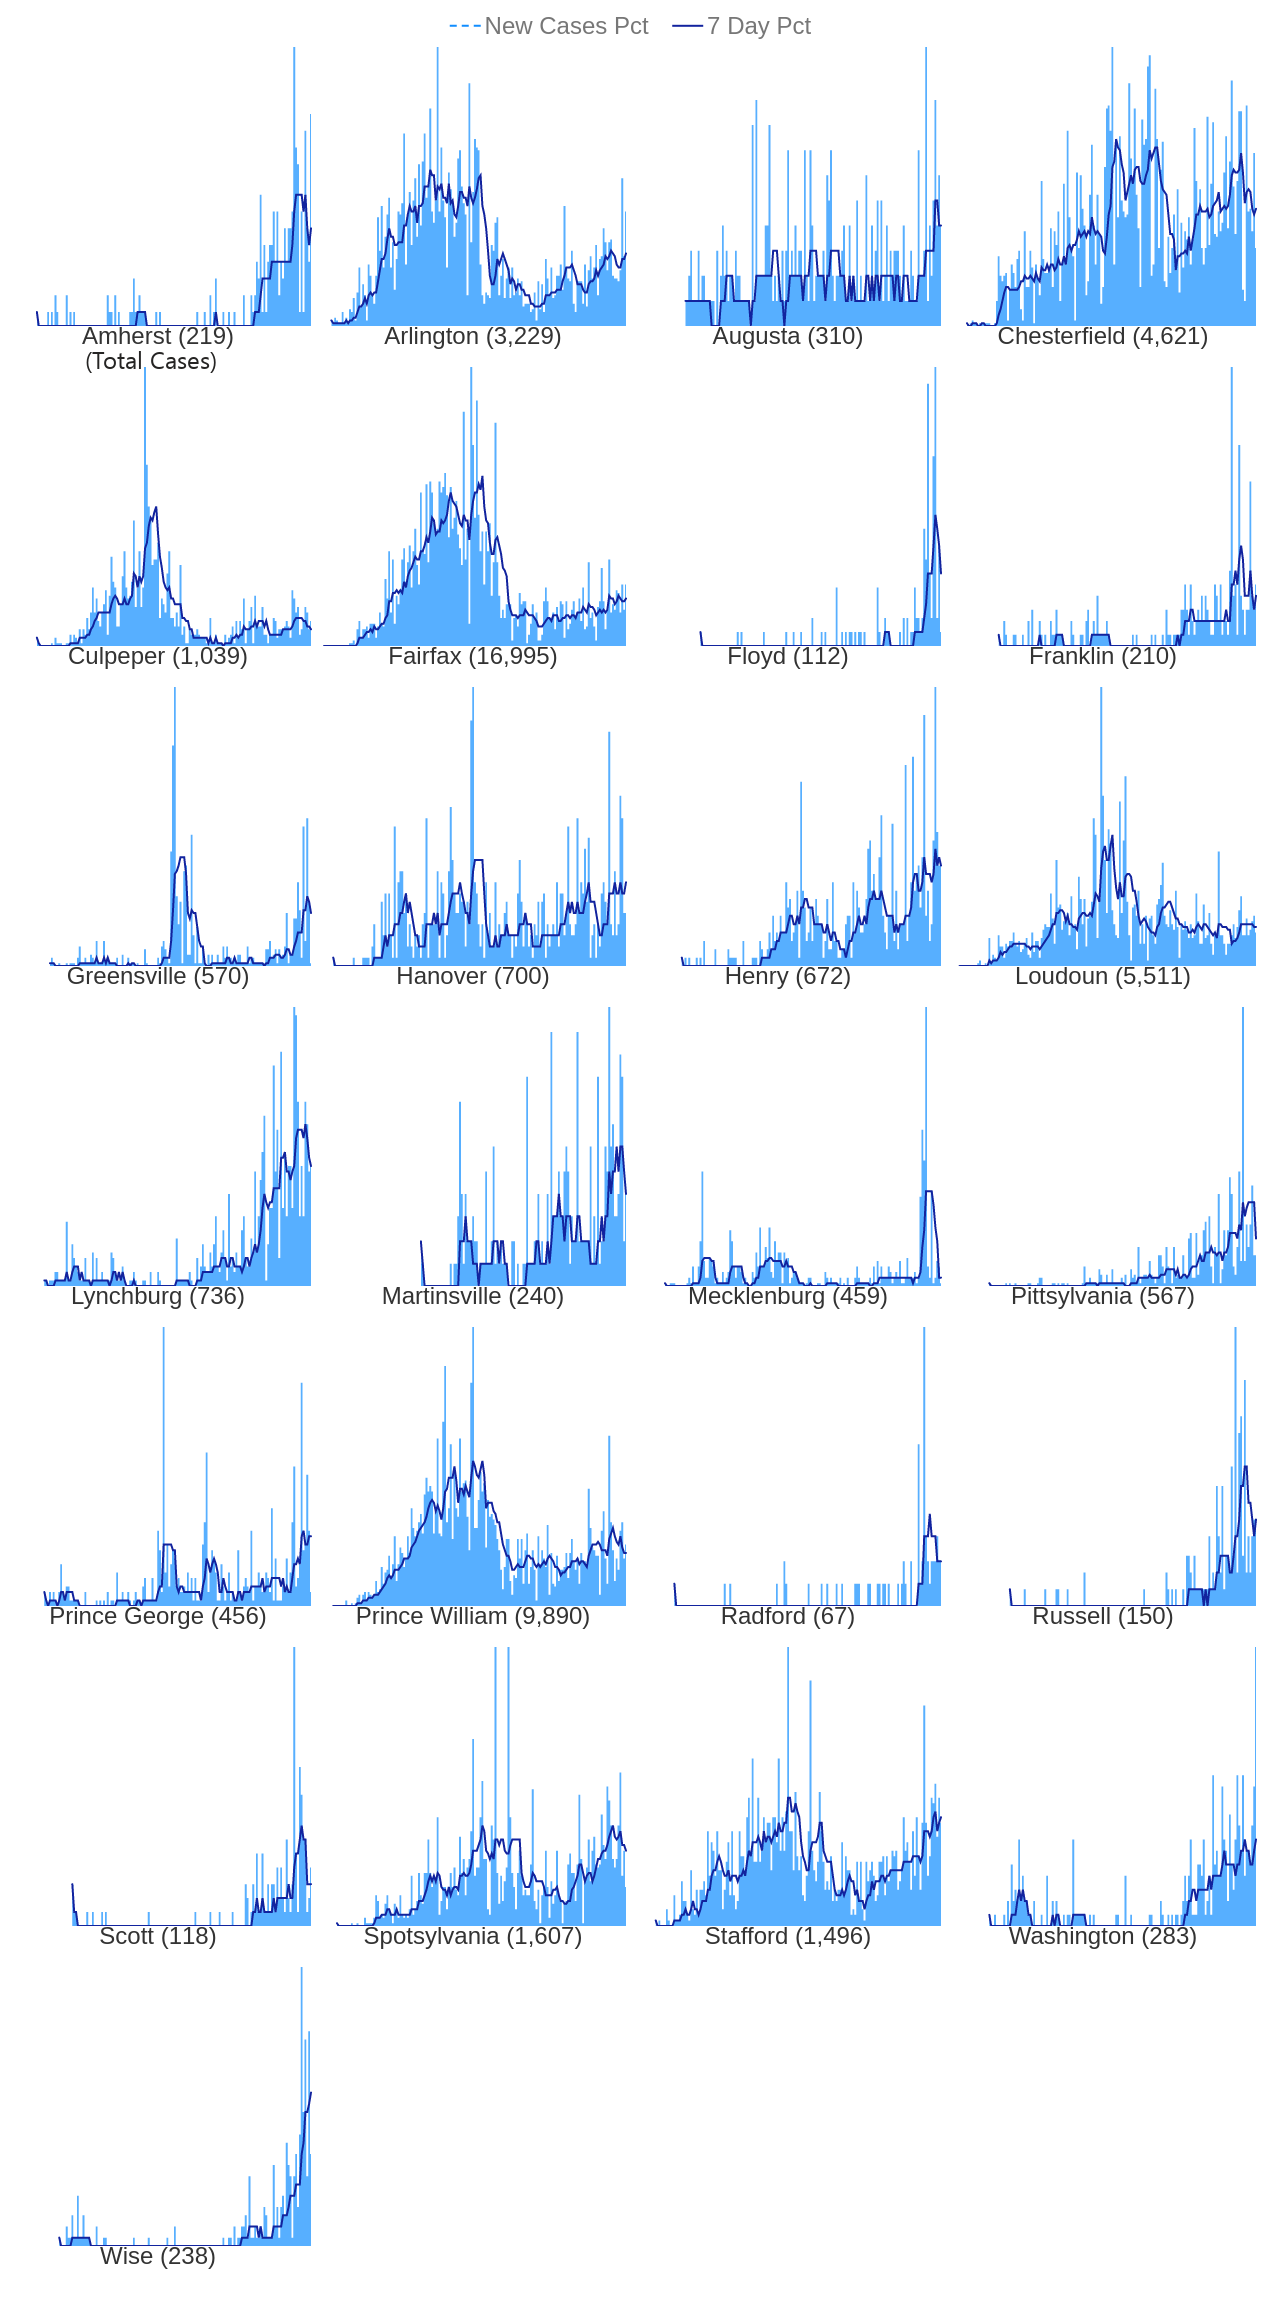 New Cases Pct 7 Day Pct
Amherst (219) Arlington (3,229) Augusta (310) Chesterfield (4,621)
(Total Cases)
Culpeper (1,039) Fairfax (16,995) Floyd (112) Franklin (210)
Greensville (570) Hanover (700) Henry (672) Loudoun (5,511)
Lynchburg (736) Martinsville (240) Mecklenburg (459) Pittsylvania (567)
Prince George (456) Prince William (9,890) Radford (67) Russell (150)
Scott (118) Spotsylvania (1,607) Stafford (1,496) Washington (283)
Wise (238)